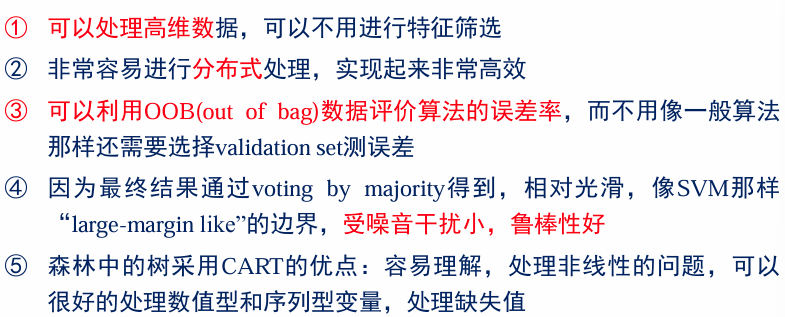 ① 可以处理高维数据，可以不用进行特征筛选
② 非常容易进行分布式处理，实现起来非常高效
③ 可以利用OOB(out of bag)数据评价算法的误差率，而不用像一般算法
那样还需要选择validation set测误差
④ 因为最终结果通过voting by majority得到，相对光滑，像SVM那样
“large-margin like”的边界，受噪音干扰小，鲁棒性好
⑤ 森林中的树采用CART的优点：容易理解，处理非线性的问题，可以
很好的处理数值型和序列型变量，处理缺失值